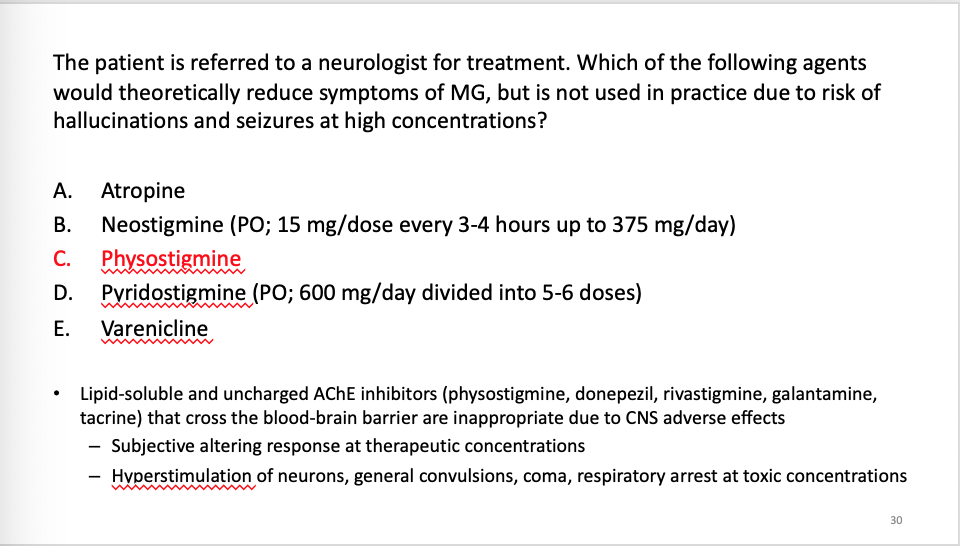 The patient is referred to a neurologist for treatment. Which of the following agents
would theoretically reduce symptoms of MG, but is not used in practice due to risk of
hallucinations and seizures at high concentrations?
A. Atropine
B. Neostigmine (PO; 15 mg/dose every 3-4 hours up to 375 mg/day)
C. Physostigmine
D. Pyridostigmine (PO; 600 mg/day divided into 5-6 doses)
E. Varenicline
• Lipid-soluble and uncharged AChE inhibitors (physostigmine, donepezil, rivastigmine, galantamine,
tacrine) that cross the blood-brain barrier are inappropriate due to CNS adverse effects
– Subjective altering response at therapeutic concentrations
– Hyperstimulation of neurons, general convulsions, coma, respiratory arrest at toxic concentrations
30